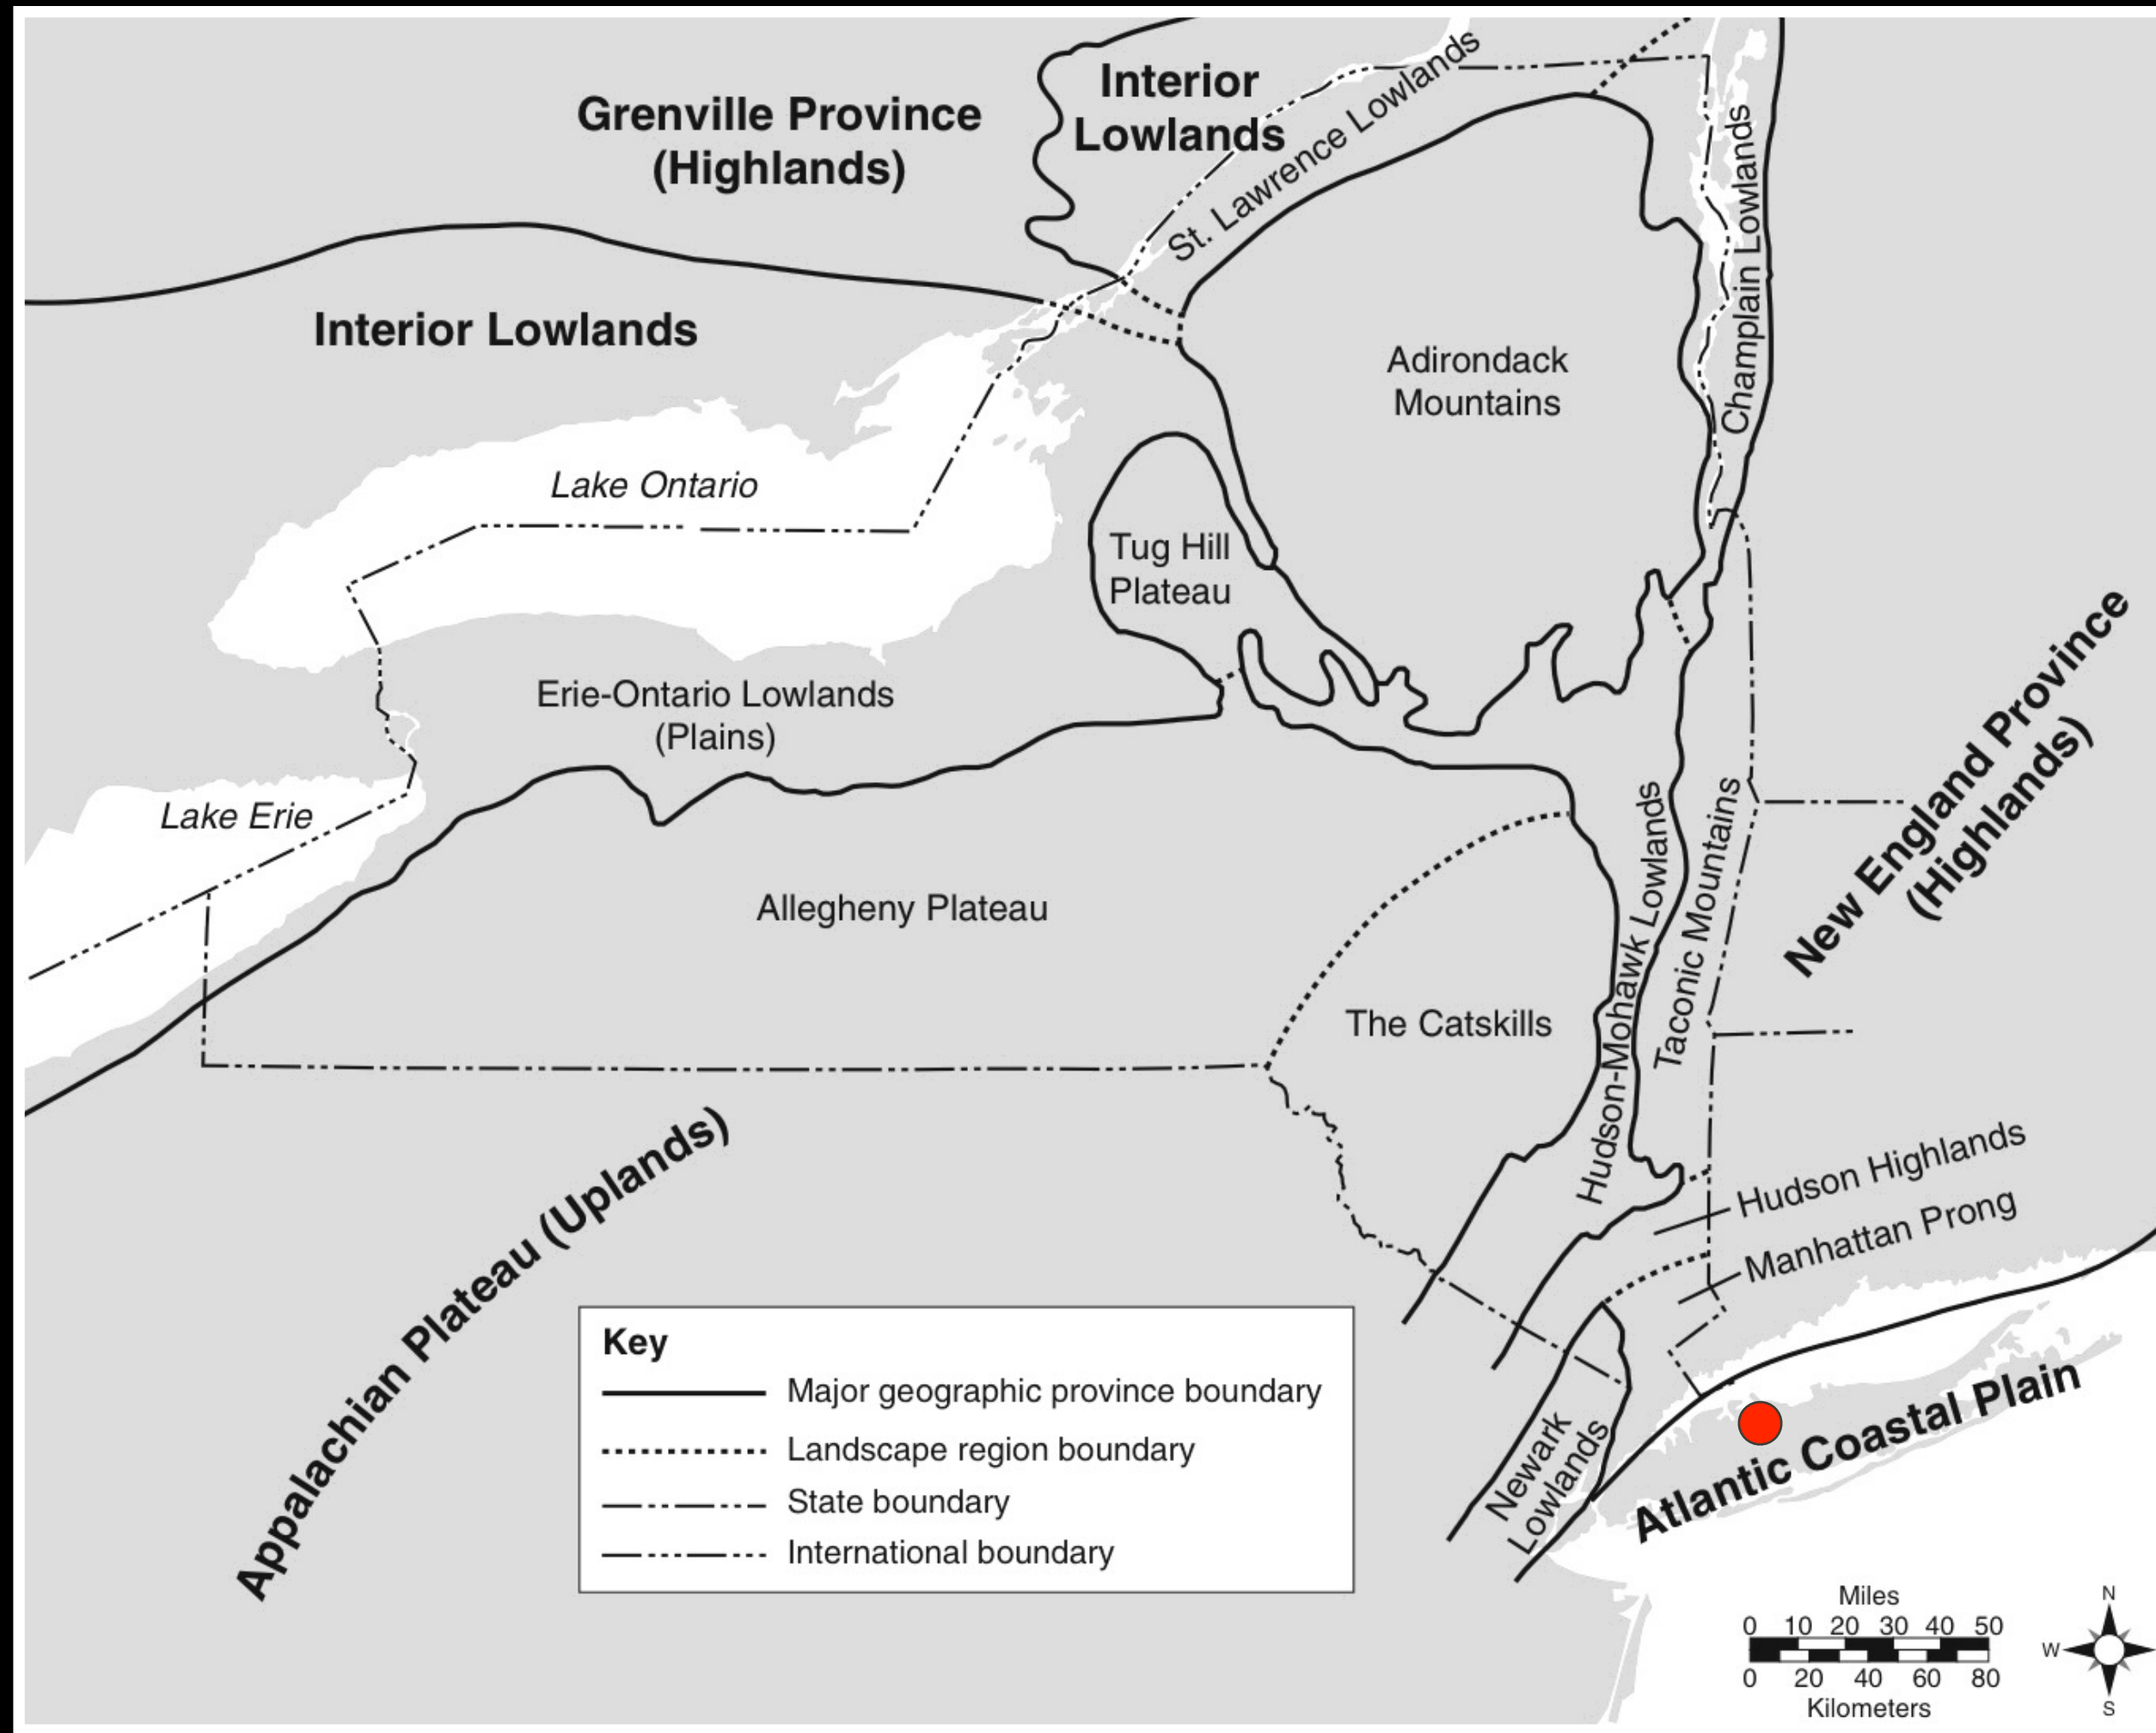 Grenville Province
(Highlands)
Interior
Lowlands
St. Lawrence Lowlands
Champlain Lowlands
Interior Lowlands
Adirondack
Mountains
Lake Ontario
Tug Hill
Plateau
Erie-Ontario Lowlands
(Plains)
Lake Erie
New England Province
(Highlands)
Allegheny Plateau
The Catskills
Hudson-Mohawk Lowlands
Taconic Mountains
Appalachian Plateau (Uplands)
Hudson Highlands
Manhattan Prong
Newark
Lowlands
Atlantic Coastal Plain
Key
Major geographic province boundary
Landscape region boundary
State boundary
International boundary
Miles
0 10 20 30 40 50
0 20 40 60 80
Kilometers
N
W
S